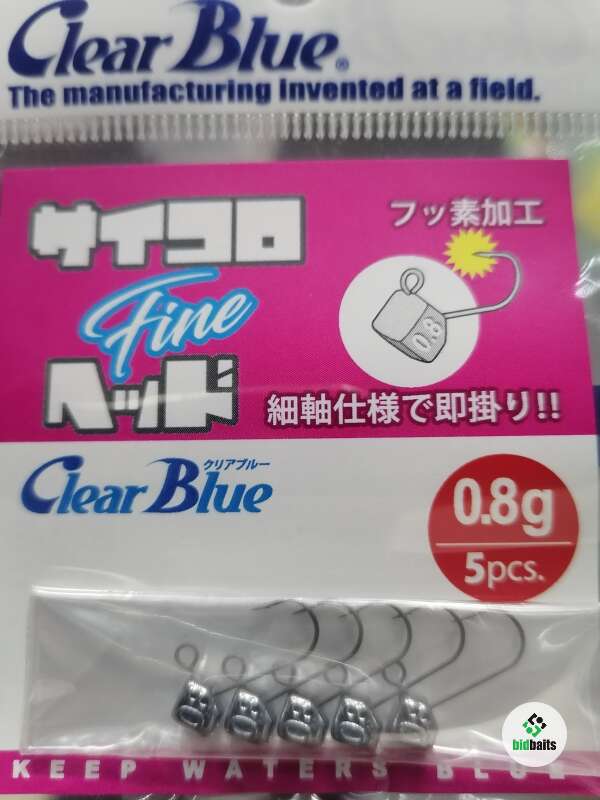 Clear Blue®
The manufacturing invented at a field.
サイコロ
Fine
ヘッド
フッ素加工
0.8
細軸仕様で即掛り!!
クリアブルー
Clear Blue
0.8g
5pcs.
KEEP WATERS BLUE
bidbaits